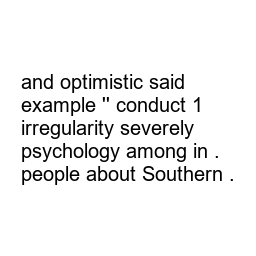 and optimistic said
example " conduct 1
irregularity severely
psychology among in .
people about Southern .